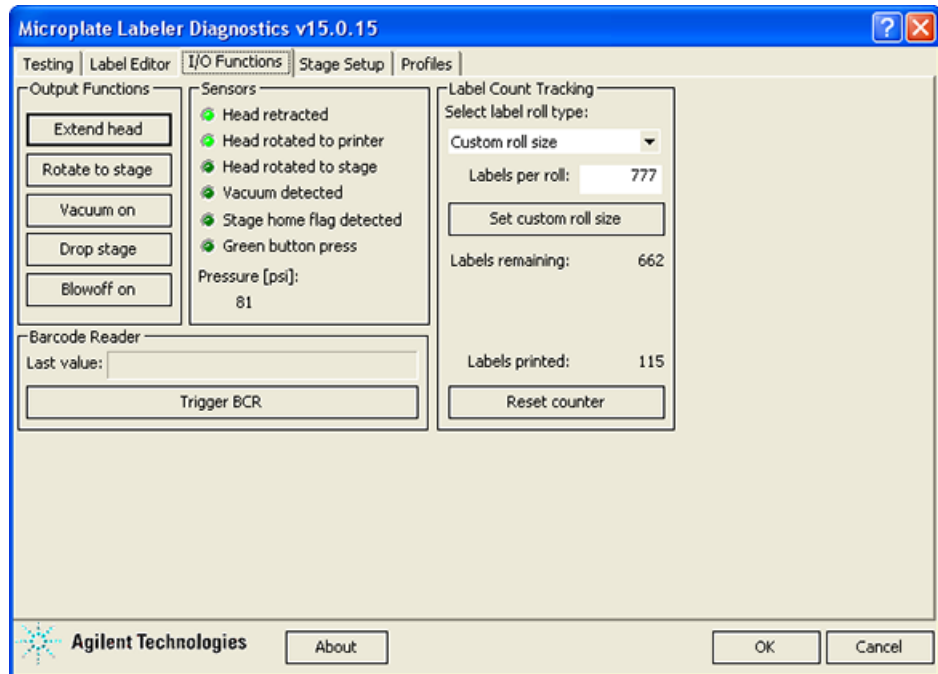 Microplate Labeler Diagnostics v15.0.15
Testing
Label Editor
I/O Functions
Stage Setup
Profiles
Output Functions
Extend head
Rotate to stage
Vacuum on
Drop stage
Blowoff on
Sensors
Head retracted
Head rotated to printer
Head rotated to stage
Vacuum detected
Stage home flag detected
Green button press
Pressure [psi]:
81
Label Count Tracking
Select label roll type:
Custom roll size
Labels per roll: 777
Set custom roll size
Labels remaining: 662
Labels printed: 115
Reset counter
Barcode Reader
Last value:
Trigger BCR
Agilent Technologies
About
OK
Cancel